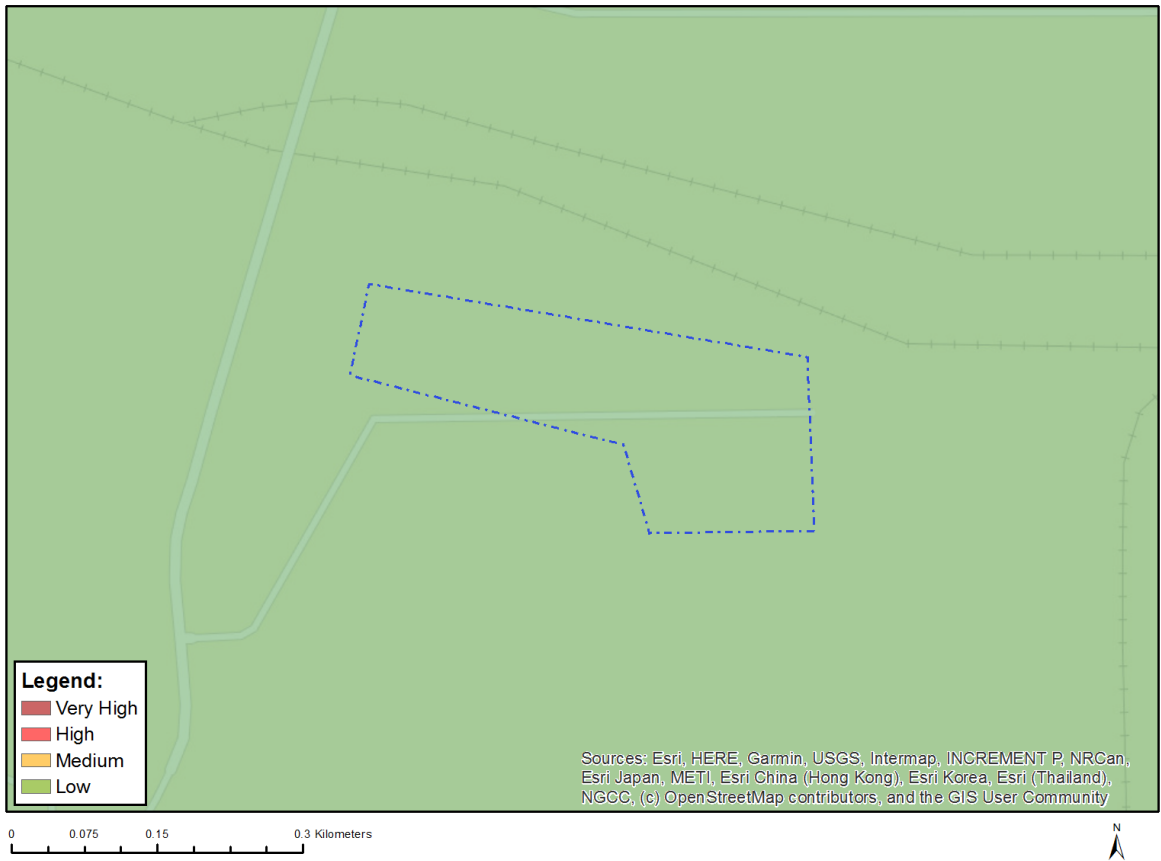 Legend:
Very High
High
Medium
Low
Sources: Esri, HERE, Garmin, USGS, Intermap, INCREMENT P, NRCan,
Esri Japan, METI, Esri China (Hong Kong), Esri Korea, Esri (Thailand),
NGCC, (c) OpenStreetMap contributors, and the GIS User Community
0 0.075 0.15 0.3 Kilometers
N